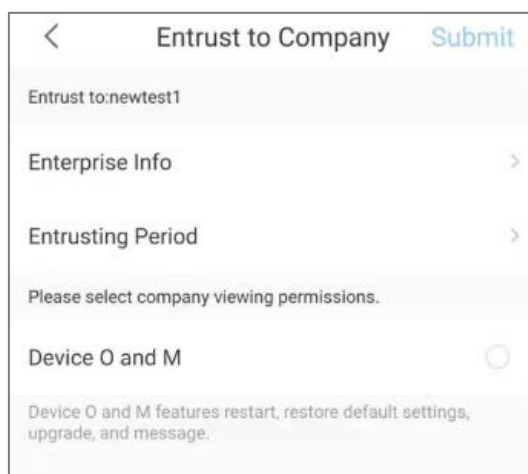 Entrust to Company Submit
Entrust to:newtest1
Enterprise Info
Entrusting Period
Please select company viewing permissions.
Device O and M
Device O and M features restart, restore default settings,
upgrade, and message.